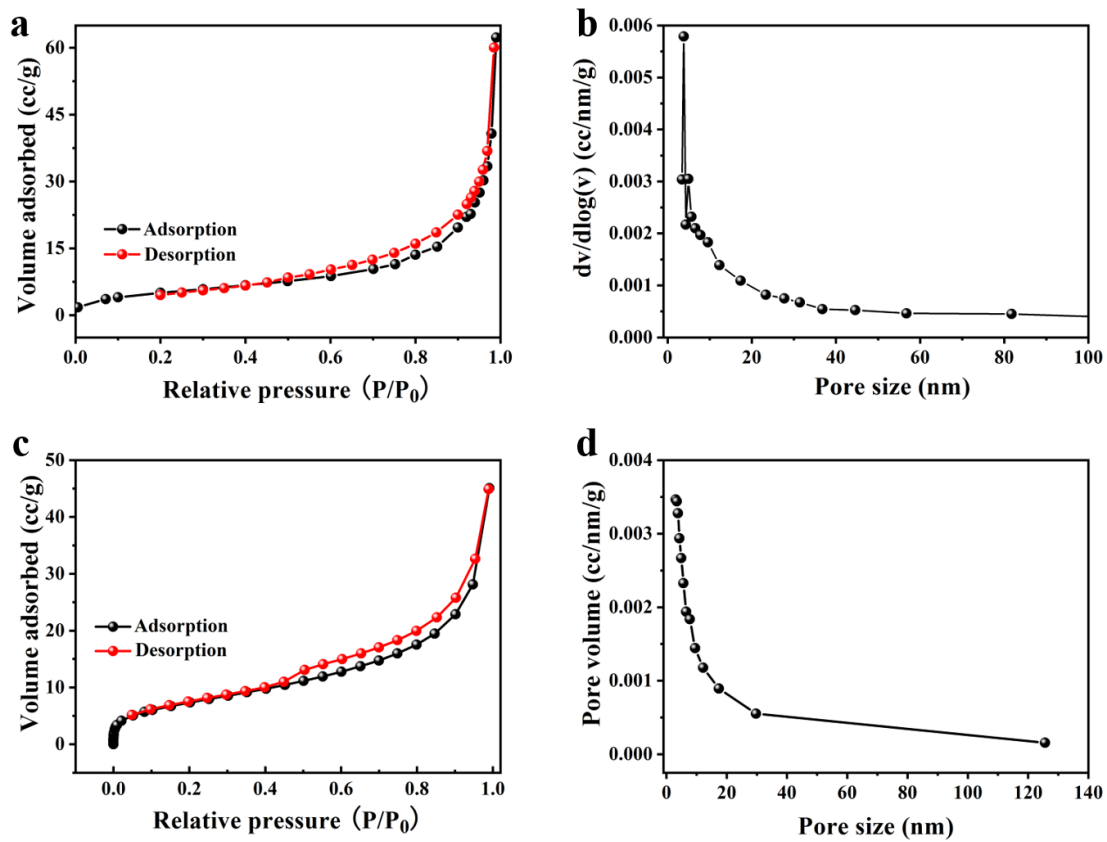 a
Volume adsorbed (cc/g)
60
45
30
15
0
Adsorption
Desorption
0.0 0.2 0.4 0.6 0.8 1.0
Relative pressure (P/P₀)
b
dv/dlog(v) (cc/nm/g)
0.006
0.005
0.004
0.003
0.002
0.001
0.000
0 20 40 60 80 100
Pore size (nm)
c
Volume adsorbed (cc/g)
50
40
30
20
10
0
Adsorption
Desorption
0.0 0.2 0.4 0.6 0.8 1.0
Relative pressure (P/P₀)
d
Pore volume (cc/nm/g)
0.004
0.003
0.002
0.001
0.000
0 20 40 60 80 100 120 140
Pore size (nm)